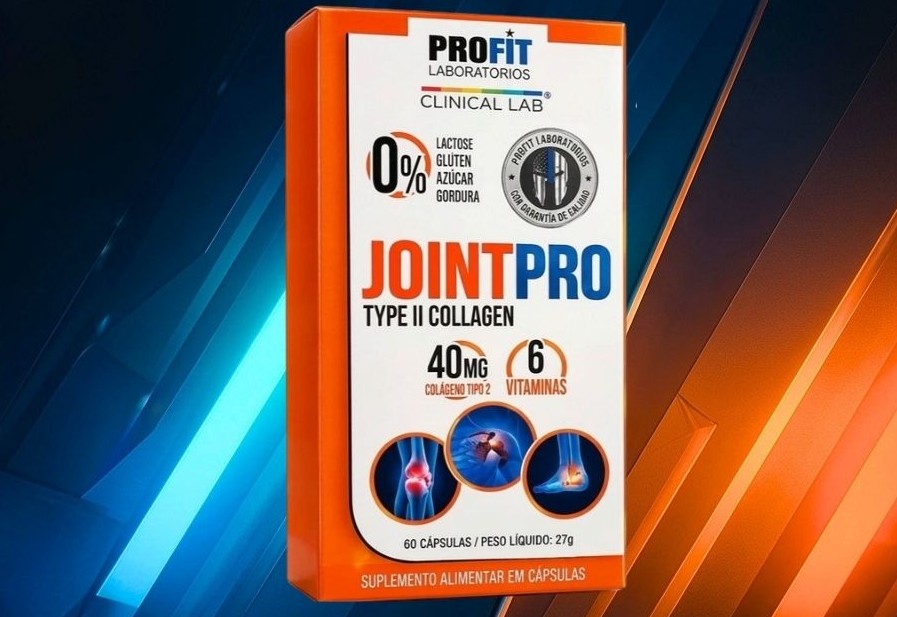 PROFIT
LABORATORIOS
CLINICAL LAB®
0%
LACTOSE
GLÚTEN
AZÚCAR
GORDURA
PROFIT LABORATORIOS
CON GARANTÍA DE CALIDAD
JOINTPRO
TYPE II COLLAGEN
40MG
COLÁGENO TIPO 2
6
VITAMINAS
60 CÁPSULAS / PESO LÍQUIDO: 27g
SUPLEMENTO ALIMENTAR EM CÁPSULAS